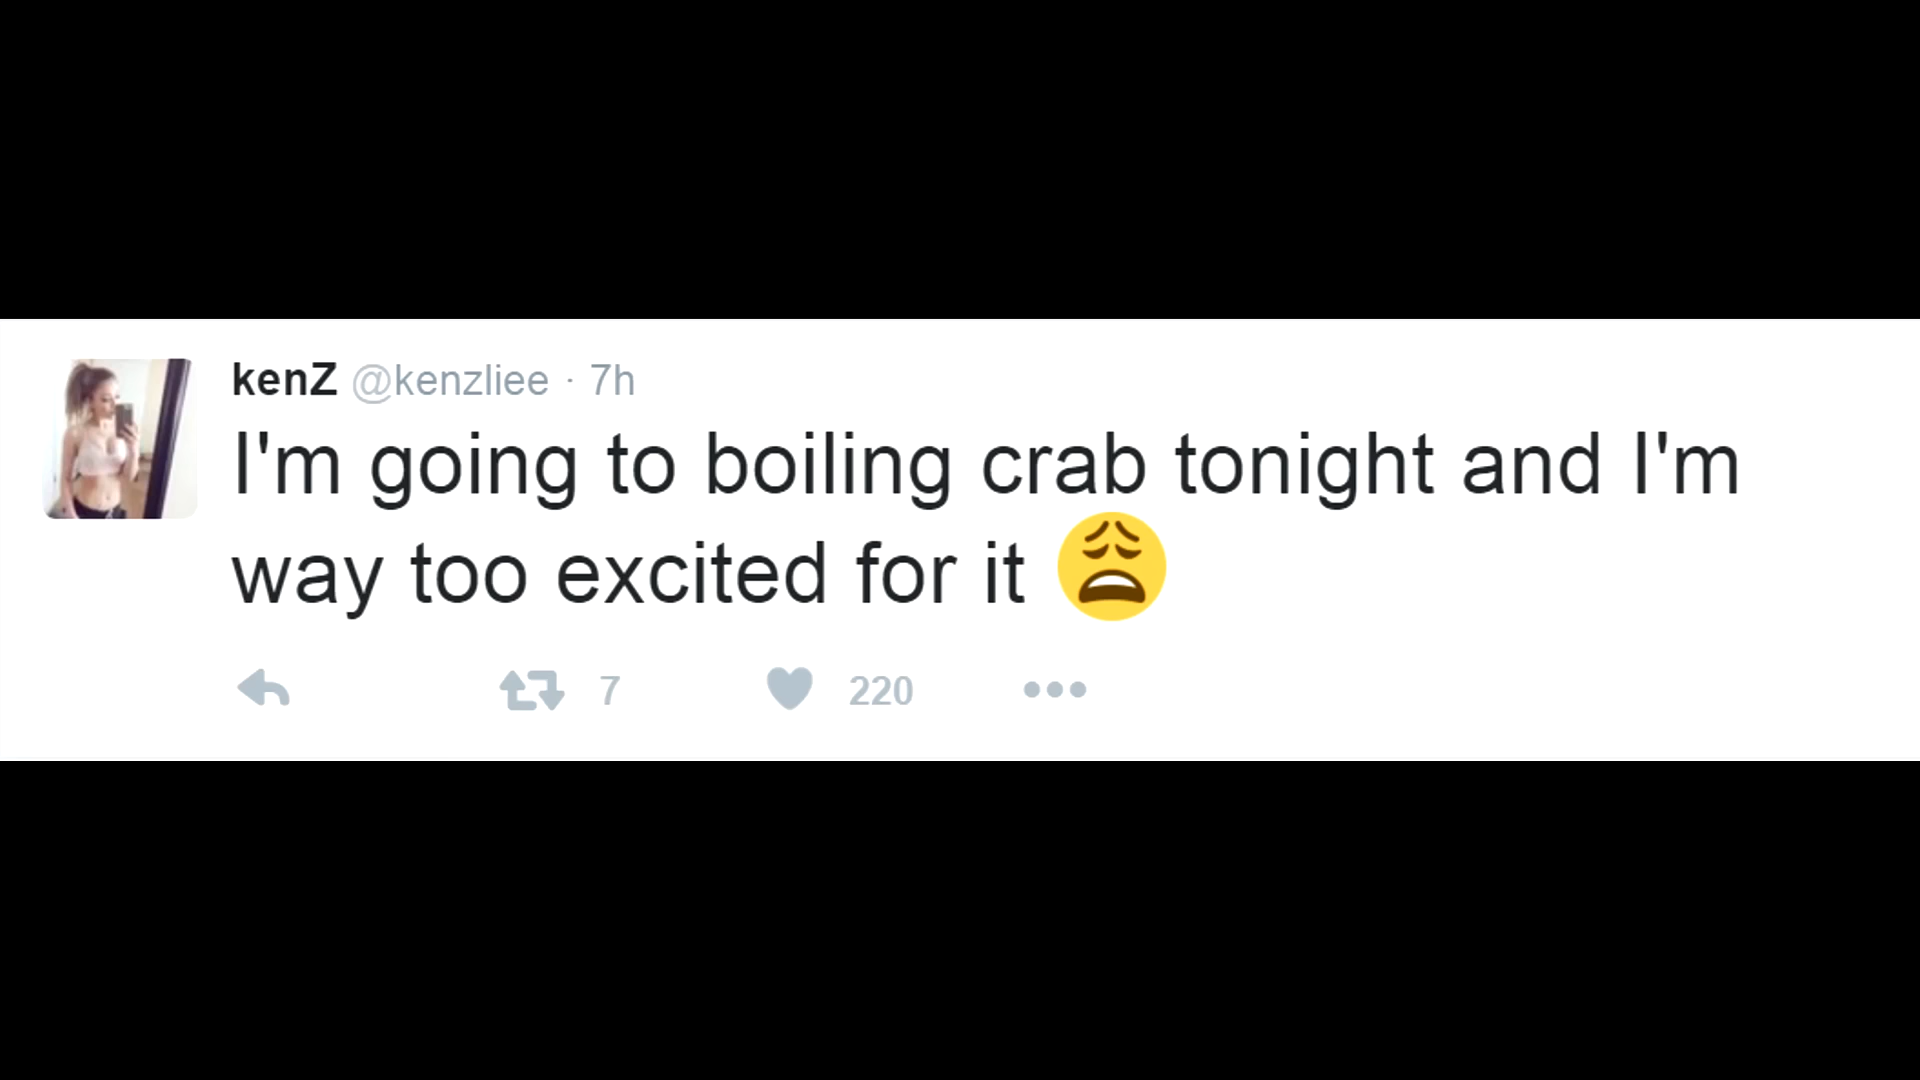 kenZ @kenzliee · 7h
I'm going to boiling crab tonight and I'm
way too excited for it 😩
7 220